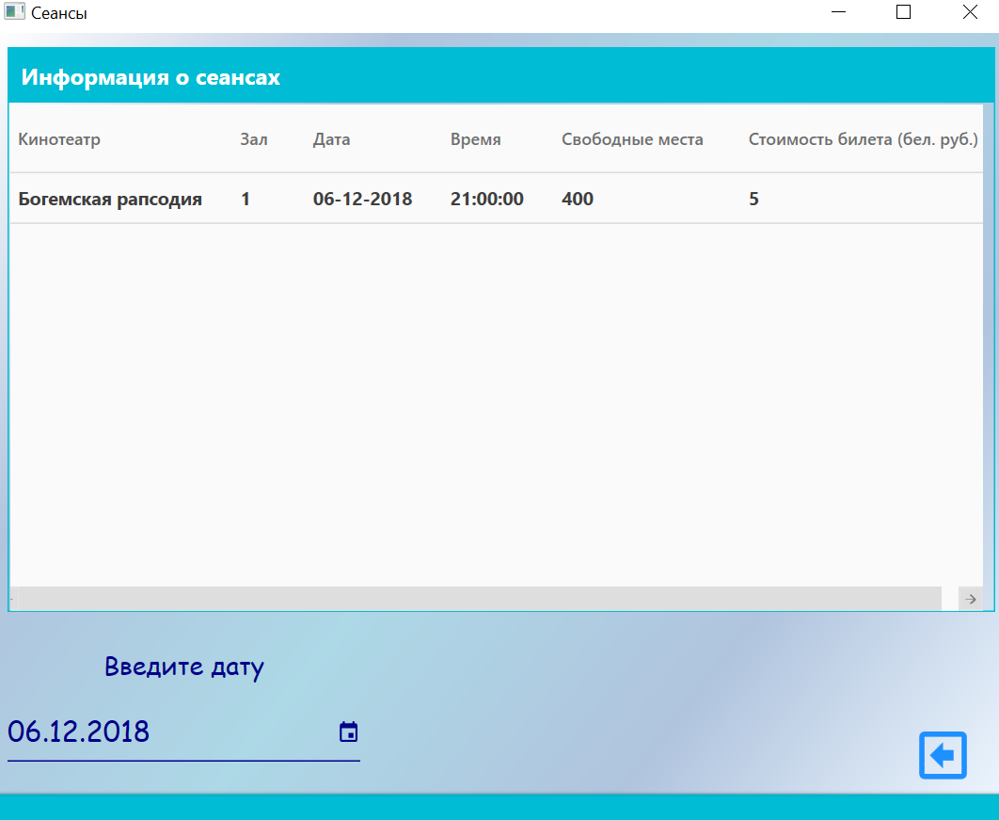 Сеансы
Информация о сеансах
Кинотеатр Зал Дата Время Свободные места Стоимость билета (бел. руб.)
Богемская рапсодия 1 06-12-2018 21:00:00 400 5
Введите дату
06.12.2018